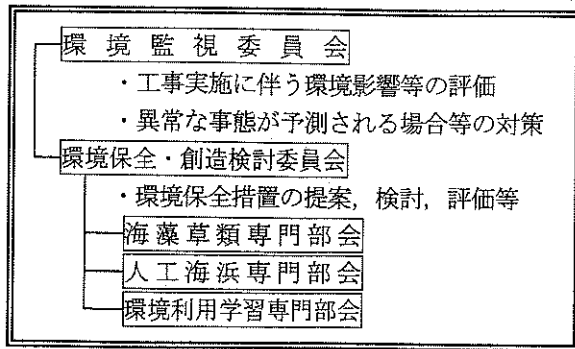 環境監視委員会
・工事実施に伴う環境影響等の評価
・異常な事態が予測される場合等の対策
環境保全・創造検討委員会
・環境保全措置の提案，検討，評価等
海藻草類専門部会
人工海浜専門部会
環境利用学習専門部会